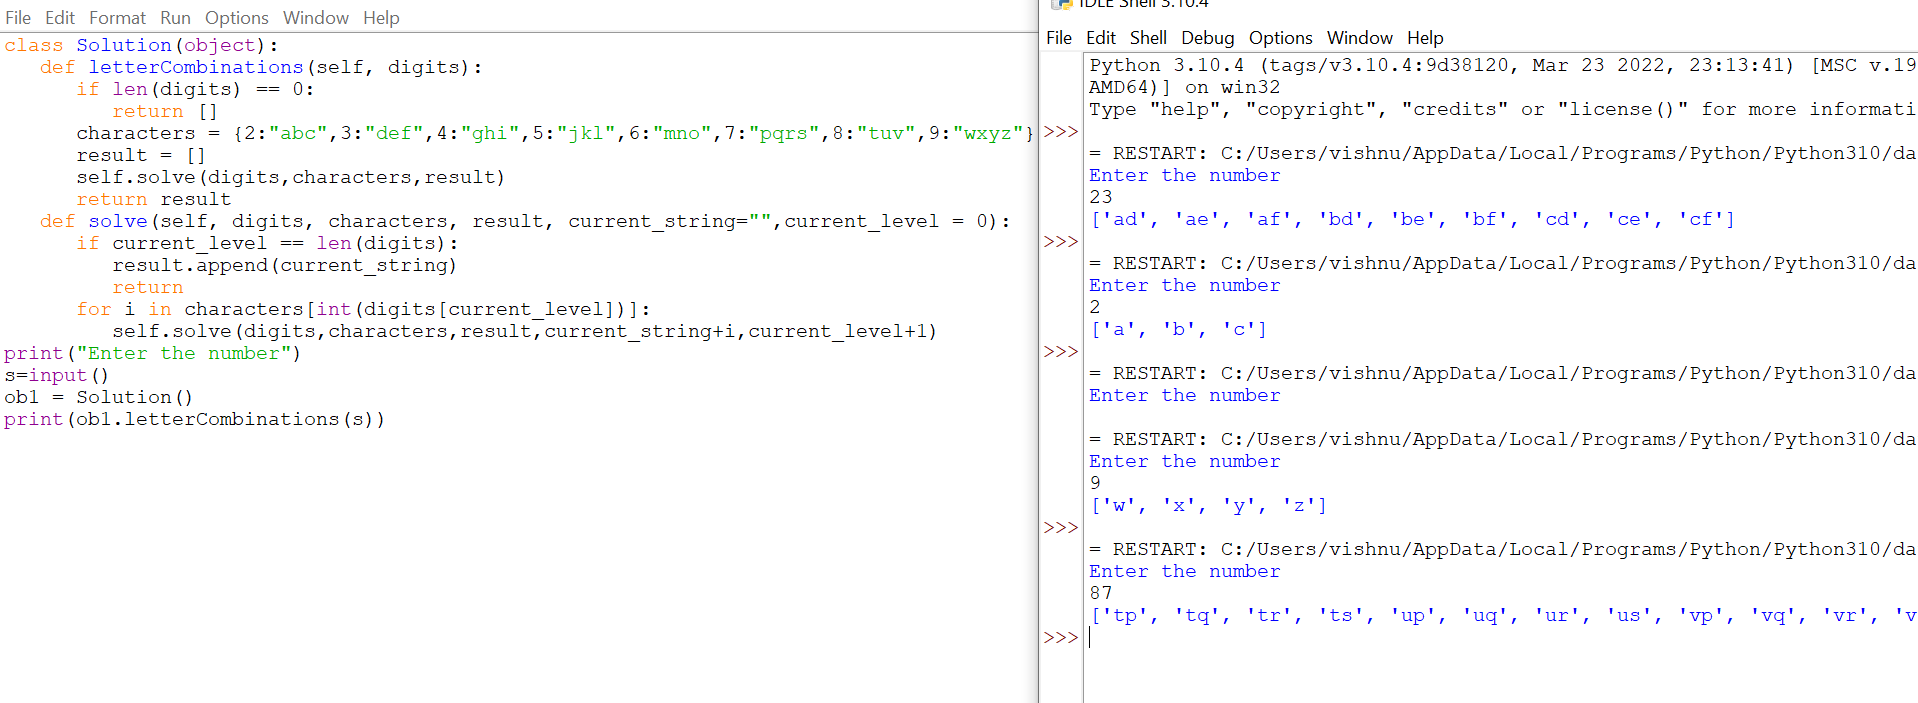 File Edit Format Run Options Window Help
class Solution(object):
   def letterCombinations(self, digits):
      if len(digits) == 0:
         return []
      characters = {2:"abc",3:"def",4:"ghi",5:"jkl",6:"mno",7:"pqrs",8:"tuv",9:"wxyz"}
      result = []
      self.solve(digits,characters,result)
      return result
   def solve(self, digits, characters, result, current_string="",current_level = 0):
      if current_level == len(digits):
         result.append(current_string)
         return
      for i in characters[int(digits[current_level])]:
         self.solve(digits,characters,result,current_string+i,current_level+1)
print("Enter the number")
s=input()
ob1 = Solution()
print(ob1.letterCombinations(s))
IDLE Shell 3.10.4
File Edit Shell Debug Options Window Help
Python 3.10.4 (tags/v3.10.4:9d38120, Mar 23 2022, 23:13:41) [MSC v.19
AMD64)] on win32
Type "help", "copyright", "credits" or "license()" for more informati
>>>
= RESTART: C:/Users/vishnu/AppData/Local/Programs/Python/Python310/da
Enter the number
23
['ad', 'ae', 'af', 'bd', 'be', 'bf', 'cd', 'ce', 'cf']
>>>
= RESTART: C:/Users/vishnu/AppData/Local/Programs/Python/Python310/da
Enter the number
2
['a', 'b', 'c']
>>>
= RESTART: C:/Users/vishnu/AppData/Local/Programs/Python/Python310/da
Enter the number
= RESTART: C:/Users/vishnu/AppData/Local/Programs/Python/Python310/da
Enter the number
9
['w', 'x', 'y', 'z']
>>>
= RESTART: C:/Users/vishnu/AppData/Local/Programs/Python/Python310/da
Enter the number
87
['tp', 'tq', 'tr', 'ts', 'up', 'uq', 'ur', 'us', 'vp', 'vq', 'vr', 'v
>>>